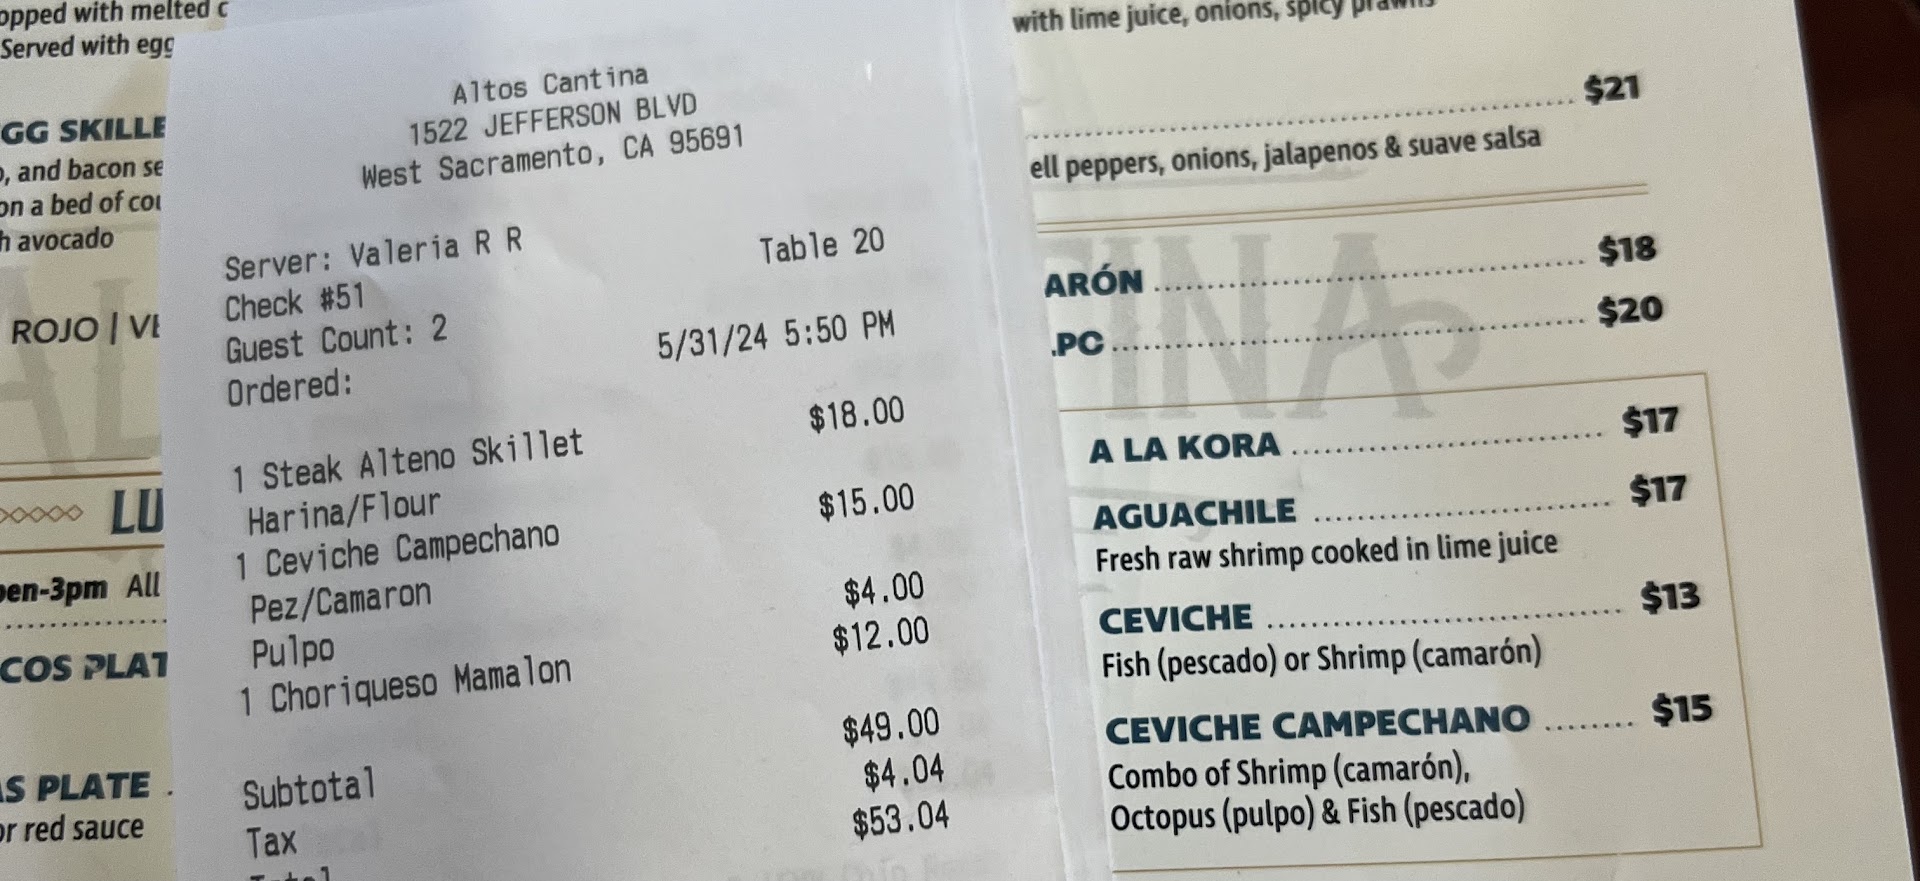 opped with melted
Served with egg
GG SKILLE
, and bacon se
on a bed of cou
h avocado
ROJO | VE
LU
pen-3pm All
COS PLAT
AS PLATE .
or red sauce
Altos Cantina
1522 JEFFERSON BLVD
West Sacramento, CA 95691
Server: Valeria R R
Table 20
Check #51
Guest Count: 2
5/31/24 5:50 PM
Ordered:
1 Steak Alteno Skillet $18.00
Harina/Flour
1 Ceviche Campechano $15.00
Pez/Camaron
Pulpo $4.00
1 Choriqueso Mamalon $12.00
Subtotal $49.00
Tax $4.04
Total $53.04
with lime juice, onions, spicy prawns
$21
ell peppers, onions, jalapenos & suave salsa
TINA
ARÓN $18
.PC $20
A LA KORA $17
AGUACHILE $17
Fresh raw shrimp cooked in lime juice
CEVICHE $13
Fish (pescado) or Shrimp (camarón)
CEVICHE CAMPECHANO $15
Combo of Shrimp (camarón),
Octopus (pulpo) & Fish (pescado)